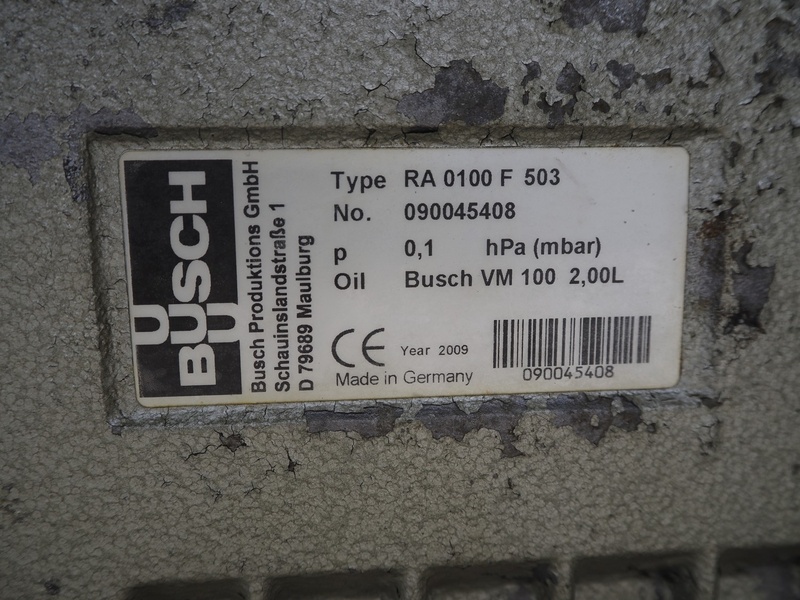 BUSCH
Busch Produktions GmbH
Schauinslandstraße 1
D 79689 Maulburg
Type RA 0100 F 503
No. 090045408
p 0,1 hPa (mbar)
Oil Busch VM 100 2,00L
CE Year 2009
Made in Germany
090045408